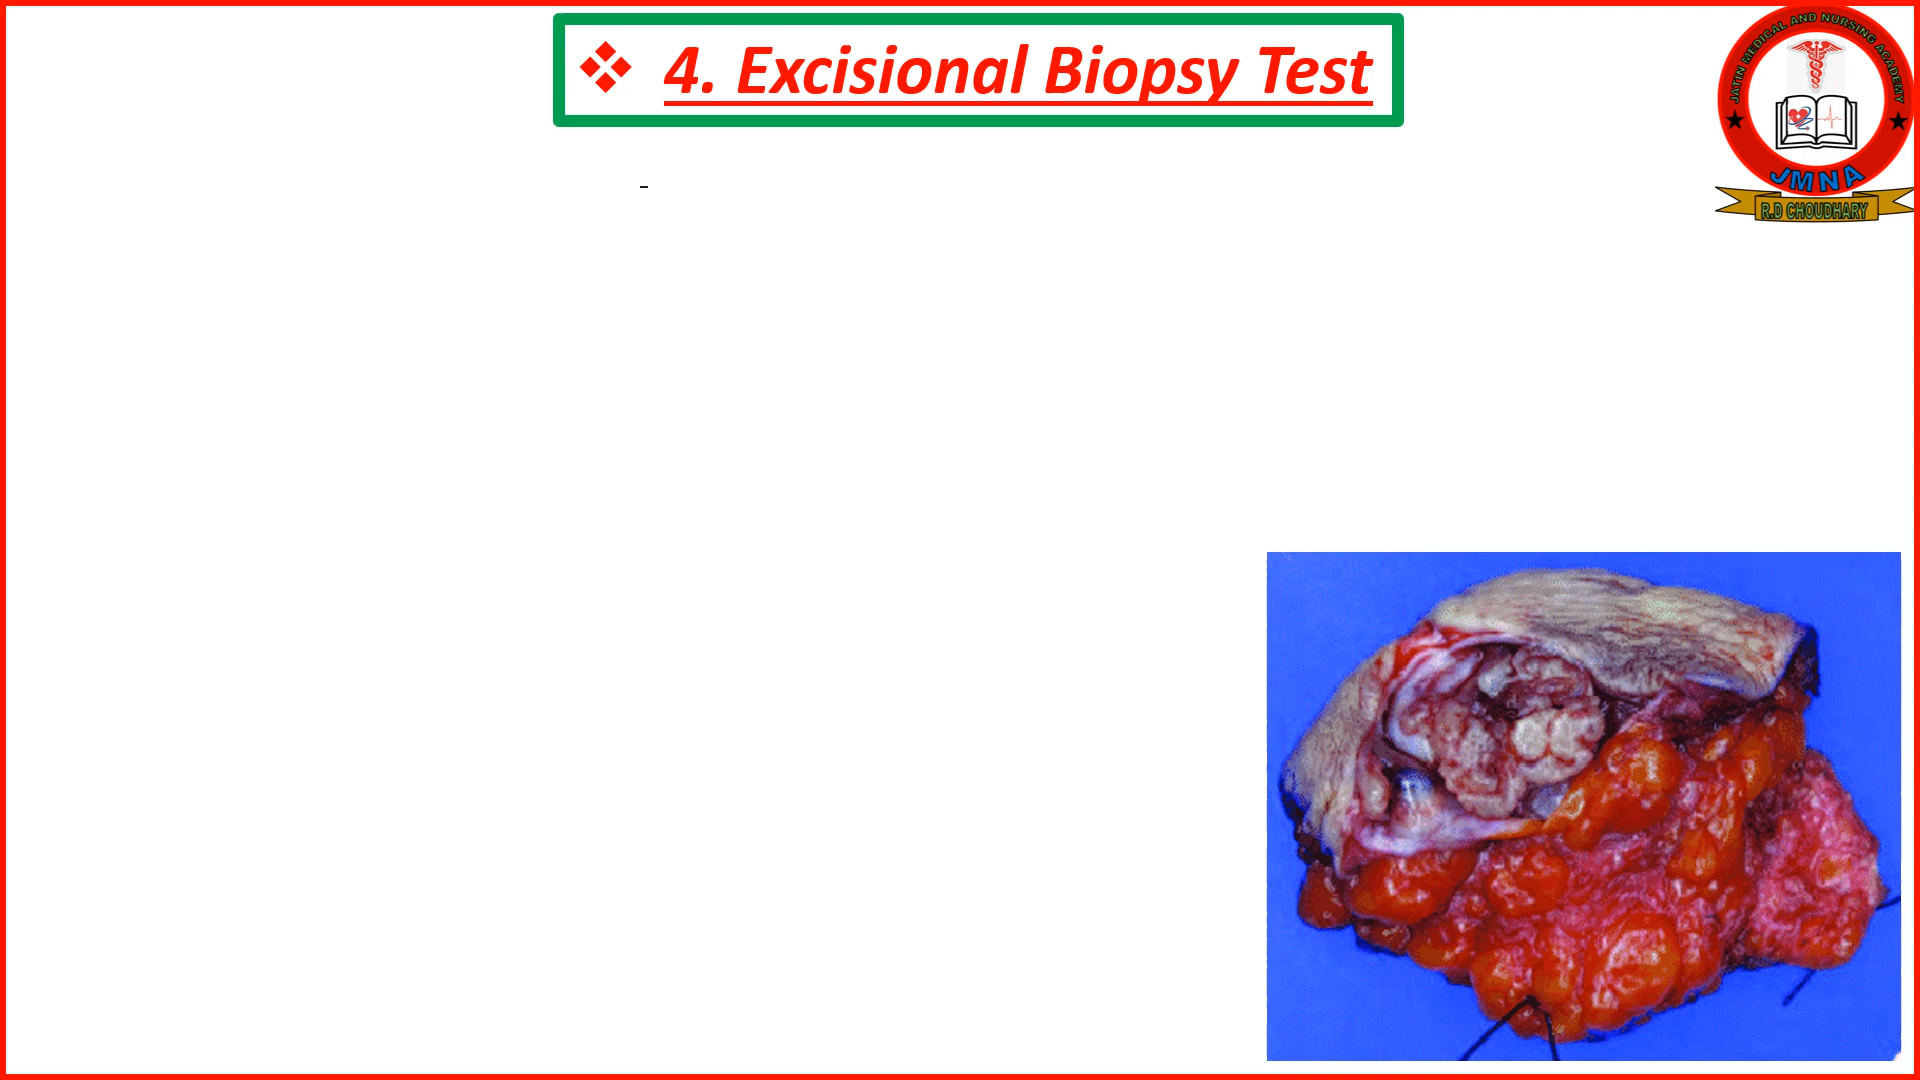 ❖ 4. Excisional Biopsy Test
-
JATIN MEDICAL AND NURSING ACADEMY
JMNA
R.D CHOUDHARY